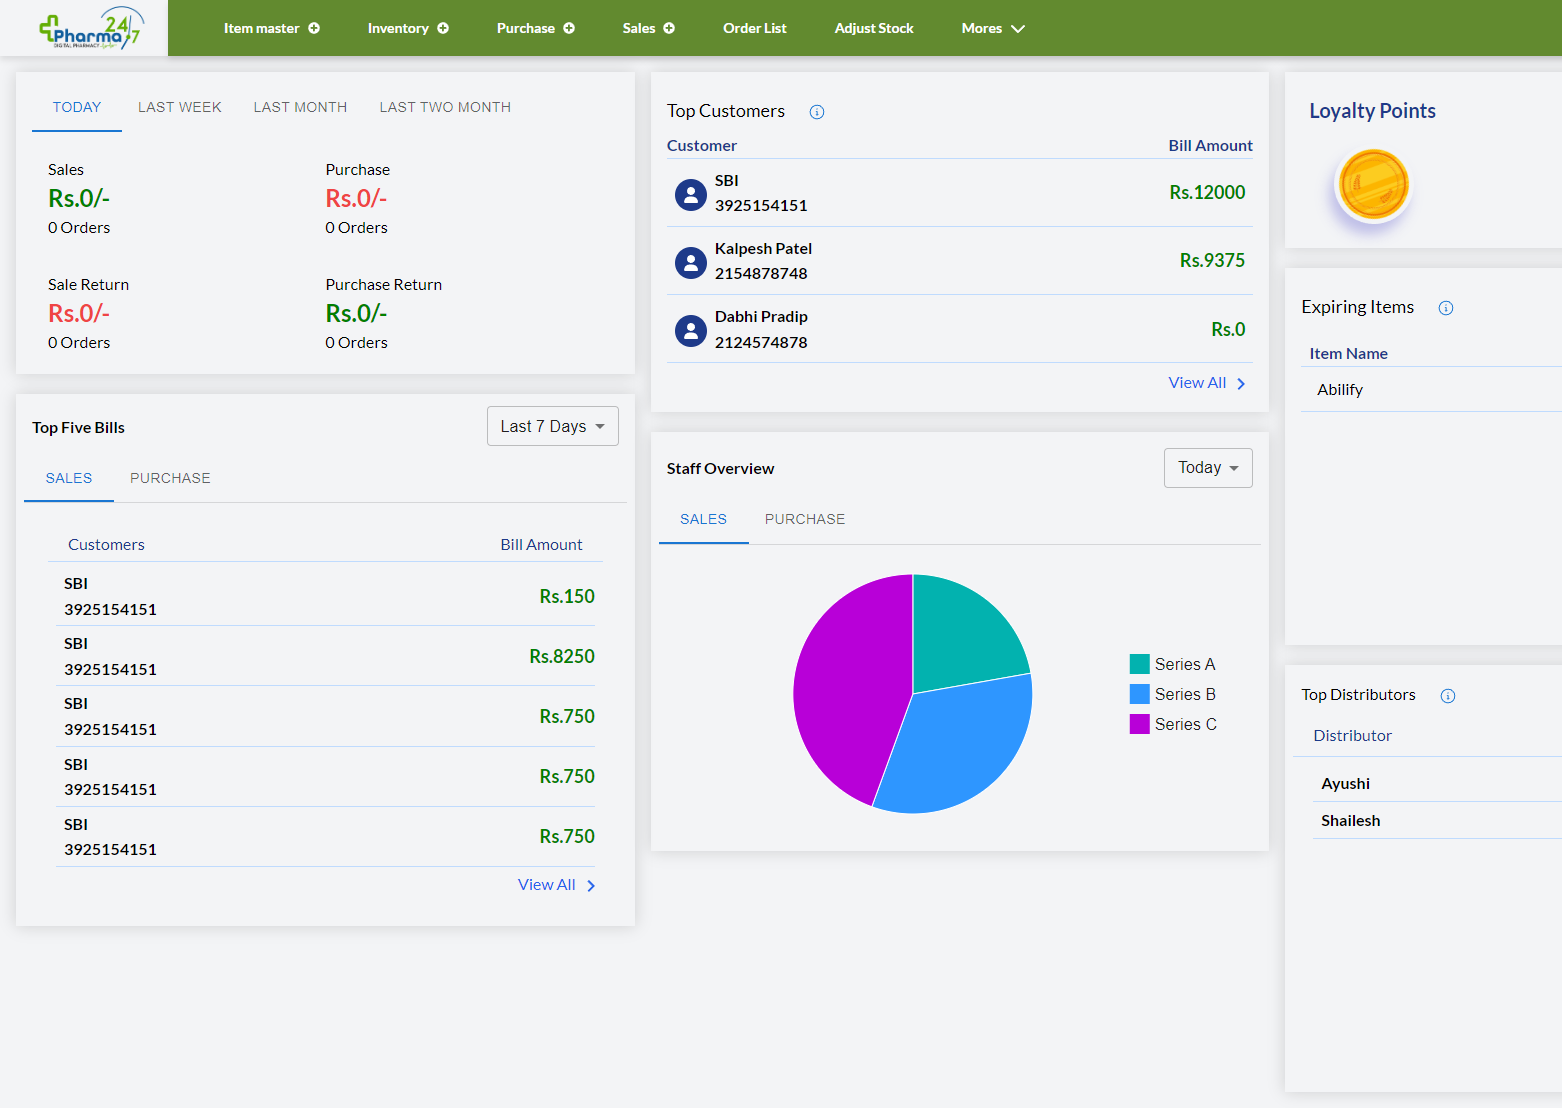 Pharma 24/7
DIGITAL PHARMACY
Item master
Inventory
Purchase
Sales
Order List
Adjust Stock
Mores
TODAY
LAST WEEK
LAST MONTH
LAST TWO MONTH
Sales
Rs.0/-
0 Orders
Purchase
Rs.0/-
0 Orders
Sale Return
Rs.0/-
0 Orders
Purchase Return
Rs.0/-
0 Orders
Top Five Bills
Last 7 Days
SALES
PURCHASE
Customers
Bill Amount
SBI
3925154151
Rs.150
SBI
3925154151
Rs.8250
SBI
3925154151
Rs.750
SBI
3925154151
Rs.750
SBI
3925154151
Rs.750
View All
Top Customers
Customer
Bill Amount
SBI
3925154151
Rs.12000
Kalpesh Patel
2154878748
Rs.9375
Dabhi Pradip
2124574878
Rs.0
View All
Staff Overview
Today
SALES
PURCHASE
Series A
Series B
Series C
Loyalty Points
Expiring Items
Item Name
Abilify
Top Distributors
Distributor
Ayushi
Shailesh